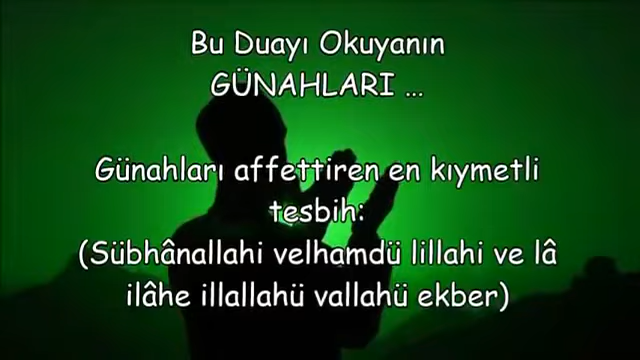 Bu Duayı Okuyanın
GÜNAHLARI ...
Günahları affettiren en kıymetli
tesbih:
(Sübhânallahi velhamdü lillahi ve lâ
ilâhe illallahü vallahü ekber)